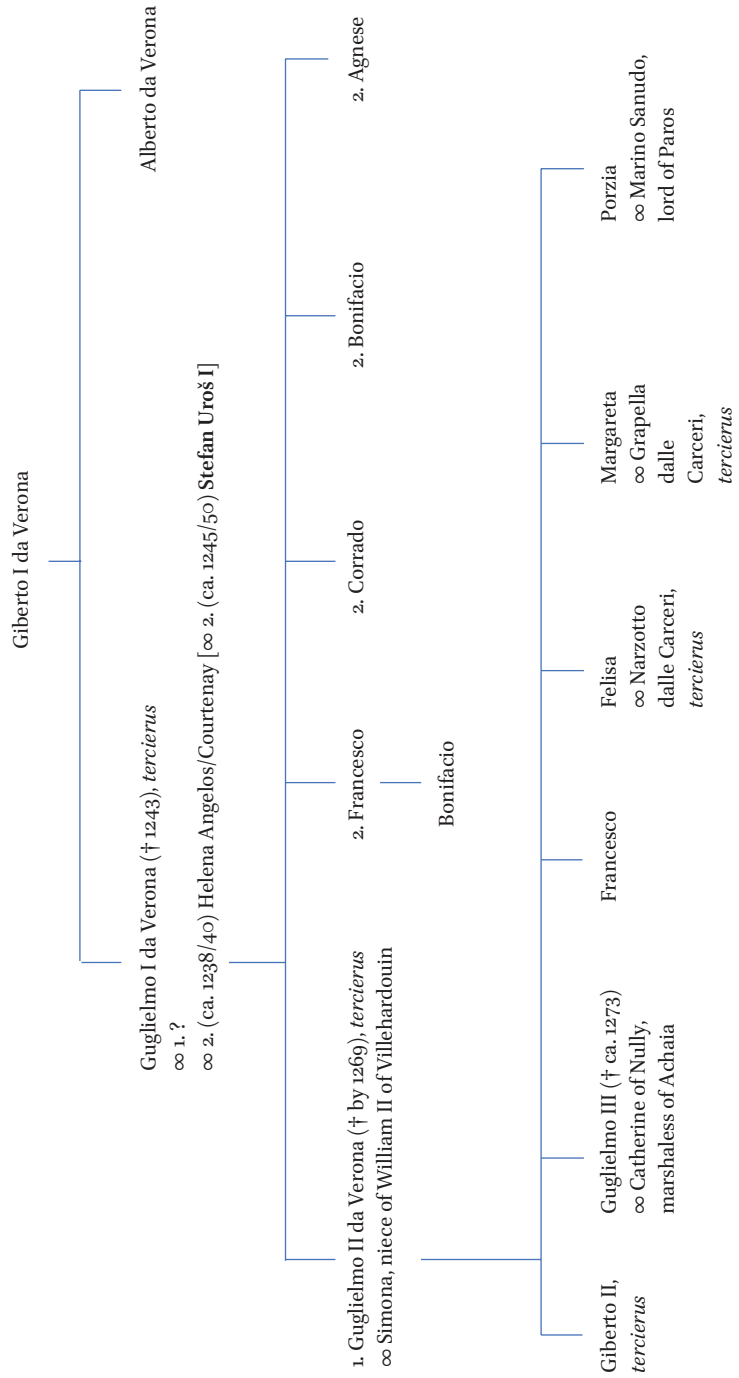 Giberto I da Verona
Guglielmo I da Verona († 1243), tercierus
∞ 1. ?
∞ 2. (ca. 1238/40) Helena Angelos/Courtenay [∞ 2. (ca. 1245/50) Stefan Uroš I]
Alberto da Verona
1. Guglielmo II da Verona († by 1269), tercierus
∞ Simona, niece of William II of Villehardouin
2. Francesco
2. Corrado
2. Bonifacio
2. Agnese
Bonifacio
Giberto II,
tercierus
Guglielmo III († ca. 1273)
∞ Catherine of Nully,
marshaless of Achaia
Francesco
Felisa
∞ Narzotto
dalle Carceri,
tercierus
Margareta
∞ Grapella
dalle
Carceri,
tercierus
Porzia
∞ Marino Sanudo,
lord of Paros